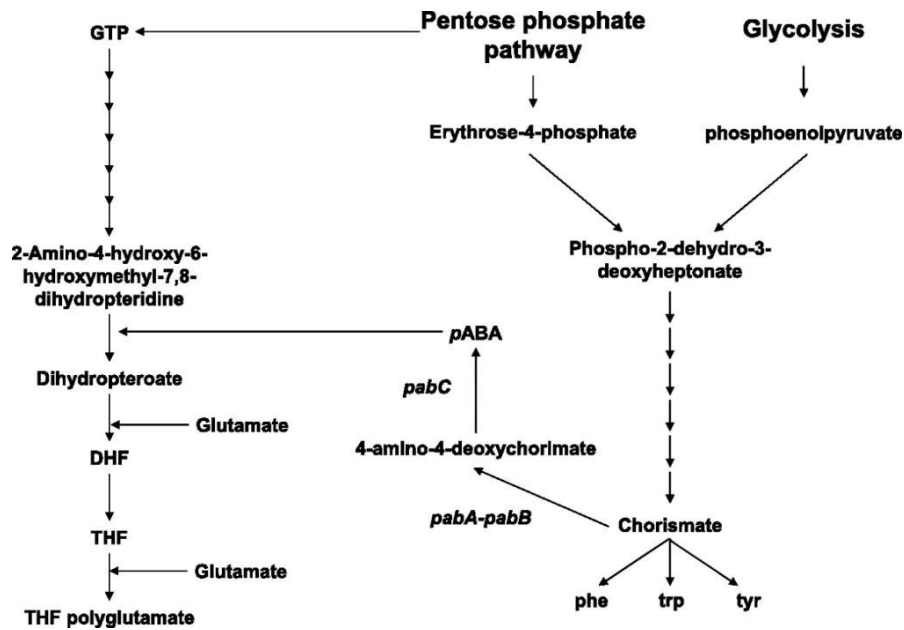 GTP
Pentose phosphate
pathway
Glycolysis
Erythrose-4-phosphate
phosphoenolpyruvate
2-Amino-4-hydroxy-6-
hydroxymethyl-7,8-
dihydropteridine
Phospho-2-dehydro-3-
deoxyheptonate
pABA
Dihydropteroate
pabC
Glutamate
4-amino-4-deoxychorimate
DHF
pabA-pabB
Chorismate
THF
Glutamate
phe
trp
tyr
THF polyglutamate